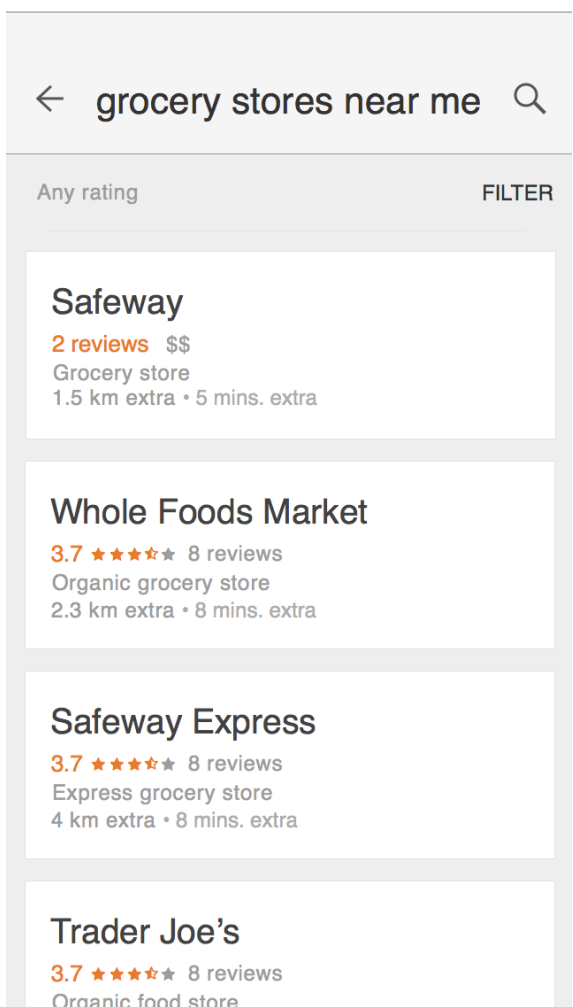 grocery stores near me
Any rating FILTER
Safeway
2 reviews $$
Grocery store
1.5 km extra • 5 mins. extra
Whole Foods Market
3.7 8 reviews
Organic grocery store
2.3 km extra • 8 mins. extra
Safeway Express
3.7 8 reviews
Express grocery store
4 km extra • 8 mins. extra
Trader Joe’s
3.7 8 reviews
Organic food store